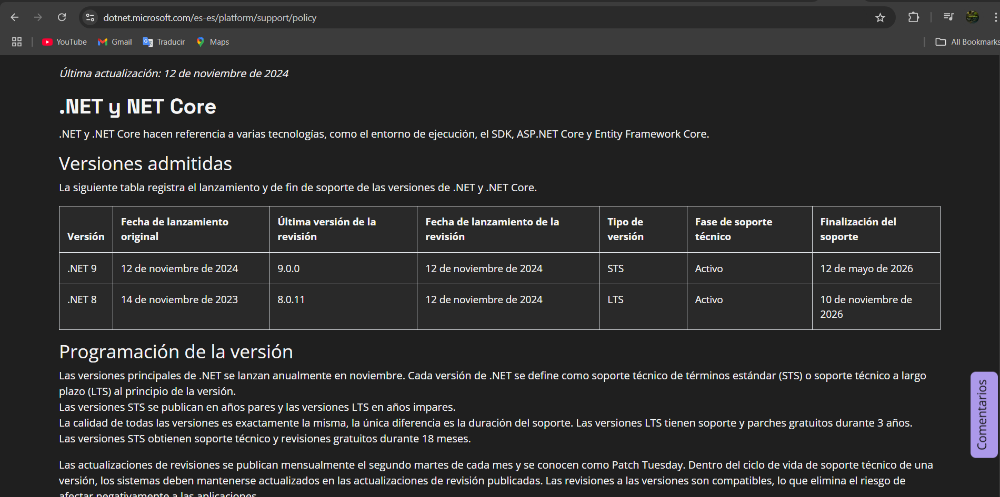 dotnet.microsoft.com/es-es/platform/support/policy
YouTube
Gmail
Traducir
Maps
All Bookmarks
Última actualización: 12 de noviembre de 2024
.NET y NET Core
.NET y .NET Core hacen referencia a varias tecnologías, como el entorno de ejecución, el SDK, ASP.NET Core y Entity Framework Core.
Versiones admitidas
La siguiente tabla registra el lanzamiento y de fin de soporte de las versiones de .NET y .NET Core.
Versión
Fecha de lanzamiento
original
Última versión de la
revisión
Fecha de lanzamiento de la
revisión
Tipo de
versión
Fase de soporte
técnico
Finalización del
soporte
.NET 9
12 de noviembre de 2024
9.0.0
12 de noviembre de 2024
STS
Activo
12 de mayo de 2026
.NET 8
14 de noviembre de 2023
8.0.11
12 de noviembre de 2024
LTS
Activo
10 de noviembre de
2026
Programación de la versión
Las versiones principales de .NET se lanzan anualmente en noviembre. Cada versión de .NET se define como soporte técnico de términos estándar (STS) o soporte técnico a largo
plazo (LTS) al principio de la versión.
Las versiones STS se publican en años pares y las versiones LTS en años impares.
La calidad de todas las versiones es exactamente la misma, la única diferencia es la duración del soporte. Las versiones LTS tienen soporte y parches gratuitos durante 3 años.
Las versiones STS obtienen soporte técnico y revisiones gratuitos durante 18 meses.
Las actualizaciones de revisiones se publican mensualmente el segundo martes de cada mes y se conocen como Patch Tuesday. Dentro del ciclo de vida de soporte técnico de una
versión, los sistemas deben mantenerse actualizados en las actualizaciones de revisión publicadas. Las revisiones a las versiones son compatibles, lo que elimina el riesgo de
afectar negativamente a las aplicaciones.
Comentarios